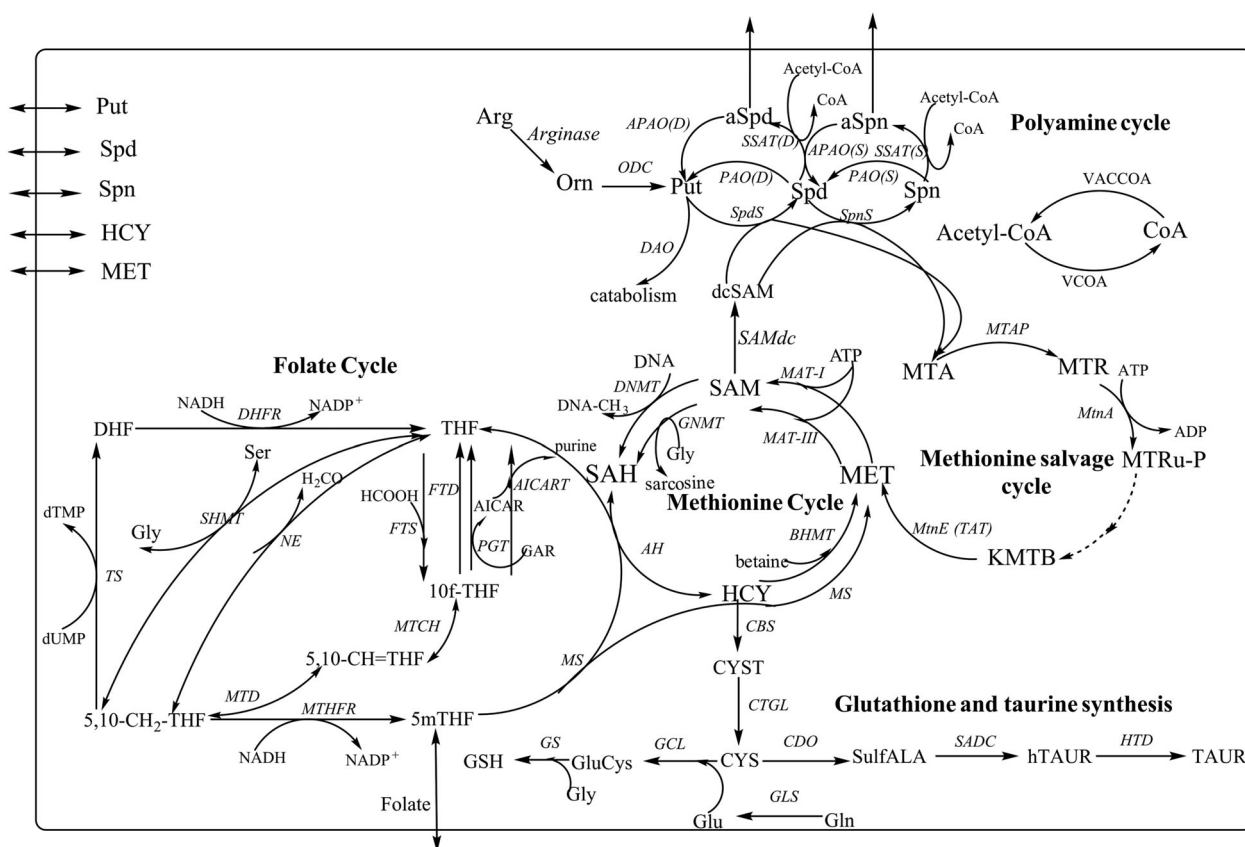 Put
Spd
Spn
HCY
MET
Acetyl-CoA
CoA
aSpd
aSpn
Acetyl-CoA
CoA
Polyamine cycle
Arg
Arginase
APAO(D)
SSAT(D)
APAO(S)
SSAT(S)
Orn
ODC
Put
PAO(D)
Spd
PAO(S)
Spn
VACCOA
Acetyl-CoA
CoA
VCOA
SpdS
SpnS
DAO
catabolism
dcSAM
SAMdc
MTAP
MTA
MTR
ATP
MtnA
ADP
MTRu-P
Methionine salvage
cycle
MtnE (TAT)
KMTB
Folate Cycle
NADH
DHFR
NADP+
DHF
THF
DNA
DNMT
DNA-CH3
SAM
MAT-I
ATP
GNMT
MAT-III
purine
SAH
Gly
sarcosine
MET
Methionine Cycle
Ser
H2CO
HCOOH
FTD
AICART
AICAR
dTMP
Gly
SHMT
NE
FTS
PGT
GAR
TS
AH
BHMT
betaine
10f-THF
HCY
MS
dUMP
MTCH
CBS
5,10-CH=THF
MS
CYST
MTD
5,10-CH2-THF
MTHFR
5mTHF
CTGL
Glutathione and taurine synthesis
NADH
NADP+
GSH
GS
GluCys
GCL
CYS
CDO
SulfALA
SADC
hTAUR
HTD
TAUR
Gly
Folate
Glu
GLS
Gln